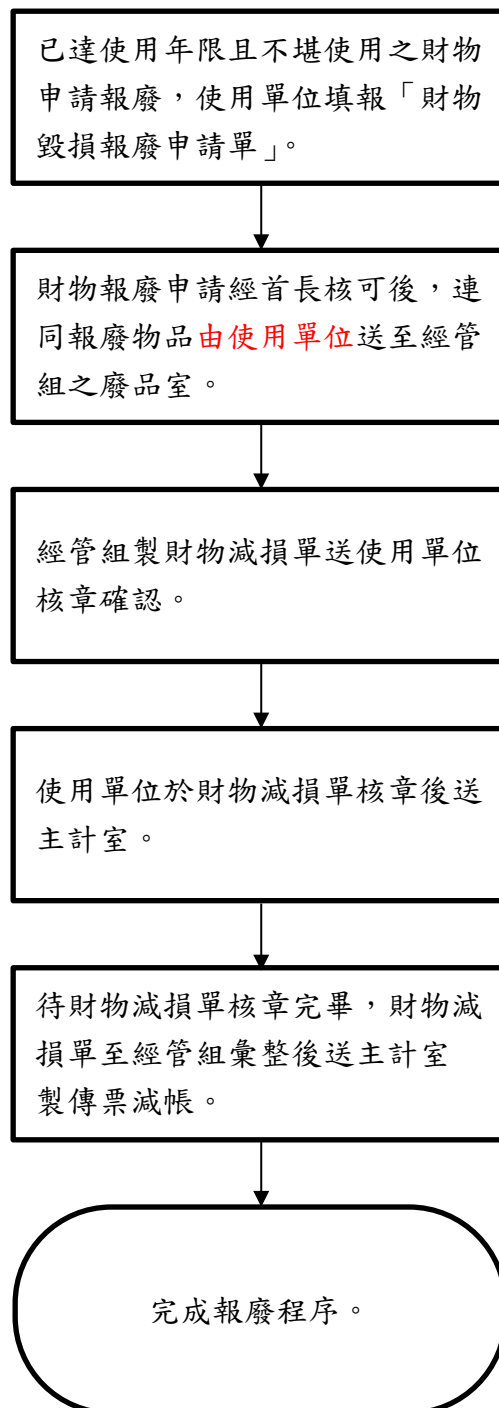 已達使用年限且不堪使用之財物
申請報廢，使用單位填報「財物
毀損報廢申請單」。
財物報廢申請經首長核可後，連
同報廢物品由使用單位送至經管
組之廢品室。
經管組製財物減損單送使用單位
核章確認。
使用單位於財物減損單核章後送
主計室。
待財物減損單核章完畢，財物減
損單至經管組彙整後送主計室
製傳票減帳。
完成報廢程序。